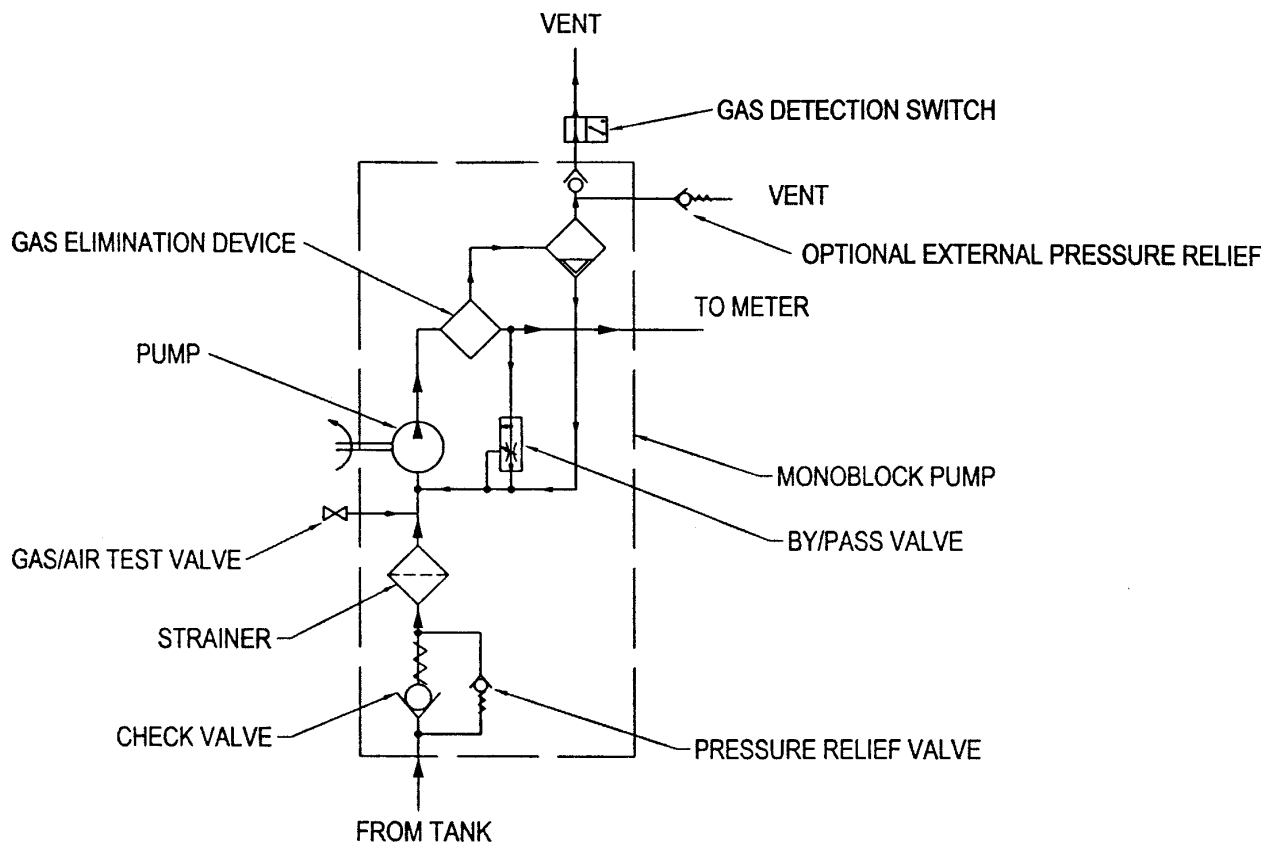 VENT
GAS DETECTION SWITCH
VENT
GAS ELIMINATION DEVICE
OPTIONAL EXTERNAL PRESSURE RELIEF
TO METER
PUMP
MONOBLOCK PUMP
BY/PASS VALVE
GAS/AIR TEST VALVE
STRAINER
CHECK VALVE
PRESSURE RELIEF VALVE
FROM TANK